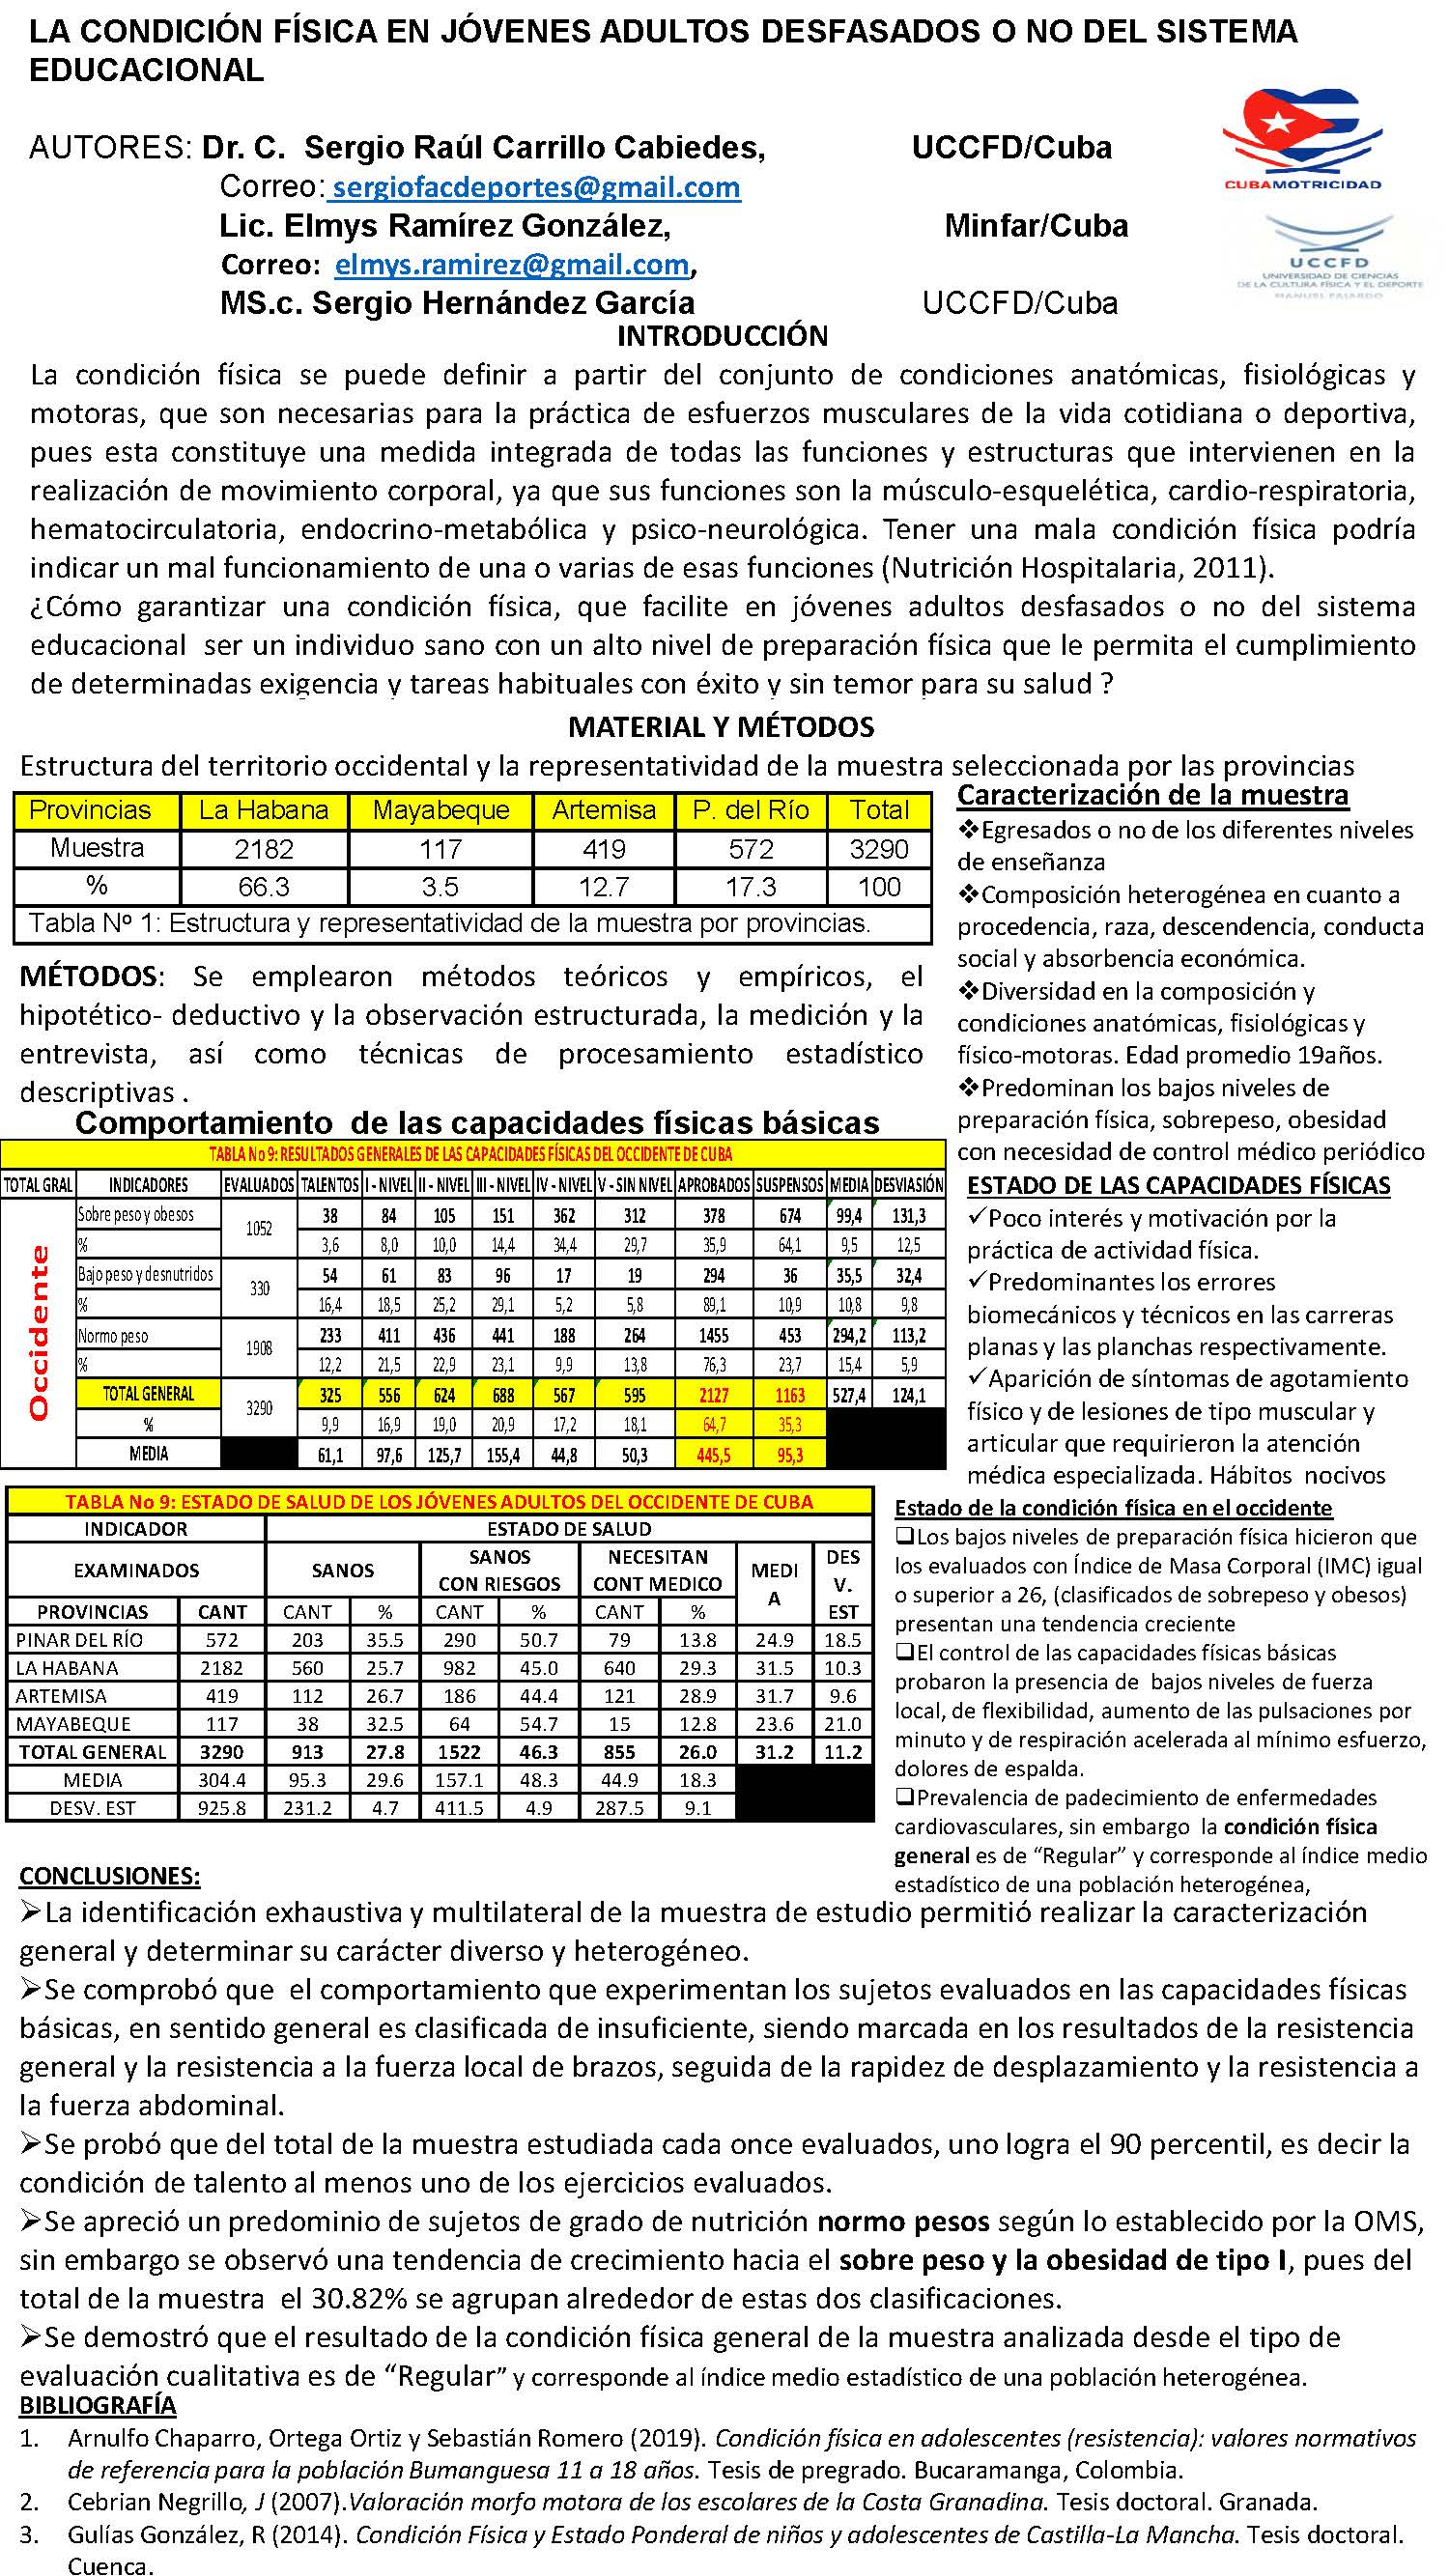 LA CONDICIÓN FÍSICA EN JÓVENES ADULTOS DESFASADOS O NO DEL SISTEMA
EDUCACIONAL
AUTORES: Dr. C. Sergio Raúl Carrillo Cabiedes, UCCFD/Cuba
Correo: sergiofacdeportes@gmail.com
Lic. Elmys Ramírez González, Minfar/Cuba
Correo: elmys.ramirez@gmail.com,
MS.c. Sergio Hernández García UCCFD/Cuba
CUBAMOTRICIDAD
UCCFD
UNIVERSIDAD DE CIENCIAS
DE LA CULTURA FÍSICA Y EL DEPORTE
MANUEL FAJARDO
INTRODUCCIÓN
La condición física se puede definir a partir del conjunto de condiciones anatómicas, fisiológicas y
motoras, que son necesarias para la práctica de esfuerzos musculares de la vida cotidiana o deportiva,
pues esta constituye una medida integrada de todas las funciones y estructuras que intervienen en la
realización de movimiento corporal, ya que sus funciones son la músculo-esquelética, cardio-respiratoria,
hematocirculatoria, endocrino-metabólica y psico-neurológica. Tener una mala condición física podría
indicar un mal funcionamiento de una o varias de esas funciones (Nutrición Hospitalaria, 2011).
¿Cómo garantizar una condición física, que facilite en jóvenes adultos desfasados o no del sistema
educacional ser un individuo sano con un alto nivel de preparación física que le permita el cumplimiento
de determinadas exigencia y tareas habituales con éxito y sin temor para su salud ?
MATERIAL Y MÉTODOS
Estructura del territorio occidental y la representatividad de la muestra seleccionada por las provincias
Provincias La Habana Mayabeque Artemisa P. del Río Total
Muestra 2182 117 419 572 3290
% 66.3 3.5 12.7 17.3 100
Tabla Nº 1: Estructura y representatividad de la muestra por provincias.
MÉTODOS: Se emplearon métodos teóricos y empíricos, el
hipotético- deductivo y la observación estructurada, la medición y la
entrevista, así como técnicas de procesamiento estadístico
descriptivas .
Caracterización de la muestra
❖Egresados o no de los diferentes niveles
de enseñanza
❖Composición heterogénea en cuanto a
procedencia, raza, descendencia, conducta
social y absorbencia económica.
❖Diversidad en la composición y
condiciones anatómicas, fisiológicas y
físico-motoras. Edad promedio 19años.
❖Predominan los bajos niveles de
preparación física, sobrepeso, obesidad
con necesidad de control médico periódico
Comportamiento de las capacidades físicas básicas
TABLA No 9: RESULTADOS GENERALES DE LAS CAPACIDADES FÍSICAS DEL OCCIDENTE DE CUBA
TOTAL GRAL INDICADORES EVALUADOS TALENTOS I - NIVEL II - NIVEL III - NIVEL IV - NIVEL V - SIN NIVEL APROBADOS SUSPENSOS MEDIA DESVIASIÓN
Occidente
Sobre peso y obesos 1052 38 84 105 151 362 312 378 674 99,4 131,3
% 3,6 8,0 10,0 14,4 34,4 29,7 35,9 64,1 9,5 12,5
Bajo peso y desnutridos 330 54 61 83 96 17 19 294 36 35,5 32,4
% 16,4 18,5 25,2 29,1 5,2 5,8 89,1 10,9 10,8 9,8
Normo peso 1908 233 411 436 441 188 264 1455 453 294,2 113,2
% 12,2 21,5 22,9 23,1 9,9 13,8 76,3 23,7 15,4 5,9
TOTAL GENERAL 3290 325 556 624 688 567 595 2127 1163 527,4 124,1
% 9,9 16,9 19,0 20,9 17,2 18,1 64,7 35,3
MEDIA 61,1 97,6 125,7 155,4 44,8 50,3 445,5 95,3
ESTADO DE LAS CAPACIDADES FÍSICAS
✓Poco interés y motivación por la
práctica de actividad física.
✓Predominantes los errores
biomecánicos y técnicos en las carreras
planas y las planchas respectivamente.
✓Aparición de síntomas de agotamiento
físico y de lesiones de tipo muscular y
articular que requirieron la atención
médica especializada. Hábitos nocivos
TABLA No 9: ESTADO DE SALUD DE LOS JÓVENES ADULTOS DEL OCCIDENTE DE CUBA
INDICADOR ESTADO DE SALUD
EXAMINADOS SANOS SANOS CON RIESGOS NECESITAN CONT MEDICO MEDIA DESV. EST
PROVINCIAS CANT CANT % CANT % CANT %
PINAR DEL RÍO 572 203 35.5 290 50.7 79 13.8 24.9 18.5
LA HABANA 2182 560 25.7 982 45.0 640 29.3 31.5 10.3
ARTEMISA 419 112 26.7 186 44.4 121 28.9 31.7 9.6
MAYABEQUE 117 38 32.5 64 54.7 15 12.8 23.6 21.0
TOTAL GENERAL 3290 913 27.8 1522 46.3 855 26.0 31.2 11.2
MEDIA 304.4 95.3 29.6 157.1 48.3 44.9 18.3
DESV. EST 925.8 231.2 4.7 411.5 4.9 287.5 9.1
Estado de la condición física en el occidente
❑Los bajos niveles de preparación física hicieron que
los evaluados con Índice de Masa Corporal (IMC) igual
o superior a 26, (clasificados de sobrepeso y obesos)
presentan una tendencia creciente
❑El control de las capacidades físicas básicas
probaron la presencia de bajos niveles de fuerza
local, de flexibilidad, aumento de las pulsaciones por
minuto y de respiración acelerada al mínimo esfuerzo,
dolores de espalda.
❑Prevalencia de padecimiento de enfermedades
cardiovasculares, sin embargo la condición física
general es de “Regular” y corresponde al índice medio
estadístico de una población heterogénea,
CONCLUSIONES:
➢La identificación exhaustiva y multilateral de la muestra de estudio permitió realizar la caracterización
general y determinar su carácter diverso y heterogéneo.
➢Se comprobó que el comportamiento que experimentan los sujetos evaluados en las capacidades físicas
básicas, en sentido general es clasificada de insuficiente, siendo marcada en los resultados de la resistencia
general y la resistencia a la fuerza local de brazos, seguida de la rapidez de desplazamiento y la resistencia a
la fuerza abdominal.
➢Se probó que del total de la muestra estudiada cada once evaluados, uno logra el 90 percentil, es decir la
condición de talento al menos uno de los ejercicios evaluados.
➢Se apreció un predominio de sujetos de grado de nutrición normo pesos según lo establecido por la OMS,
sin embargo se observó una tendencia de crecimiento hacia el sobre peso y la obesidad de tipo I, pues del
total de la muestra el 30.82% se agrupan alrededor de estas dos clasificaciones.
➢Se demostró que el resultado de la condición física general de la muestra analizada desde el tipo de
evaluación cualitativa es de “Regular” y corresponde al índice medio estadístico de una población heterogénea.
BIBLIOGRAFÍA
1. Arnulfo Chaparro, Ortega Ortiz y Sebastián Romero (2019). Condición física en adolescentes (resistencia): valores normativos
de referencia para la población Bumanguesa 11 a 18 años. Tesis de pregrado. Bucaramanga, Colombia.
2. Cebrian Negrillo, J (2007).Valoración morfo motora de los escolares de la Costa Granadina. Tesis doctoral. Granada.
3. Gulías González, R (2014). Condición Física y Estado Ponderal de niños y adolescentes de Castilla-La Mancha. Tesis doctoral.
Cuenca.